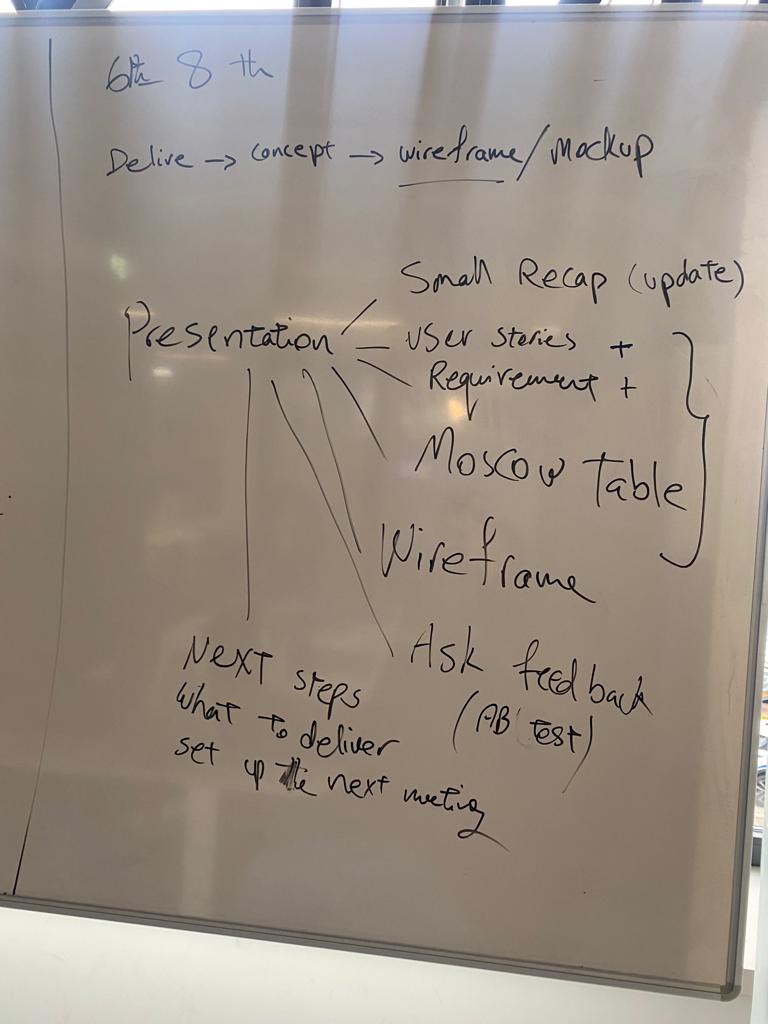 6th 8 th
Delive → concept → wireframe/Mockup
Small Recap (update)
Presentation
User stories +
Requirement +
Moscow Table
Wireframe
Ask feedback
(AB test)
Next steps
what to deliver
set up the next meeting